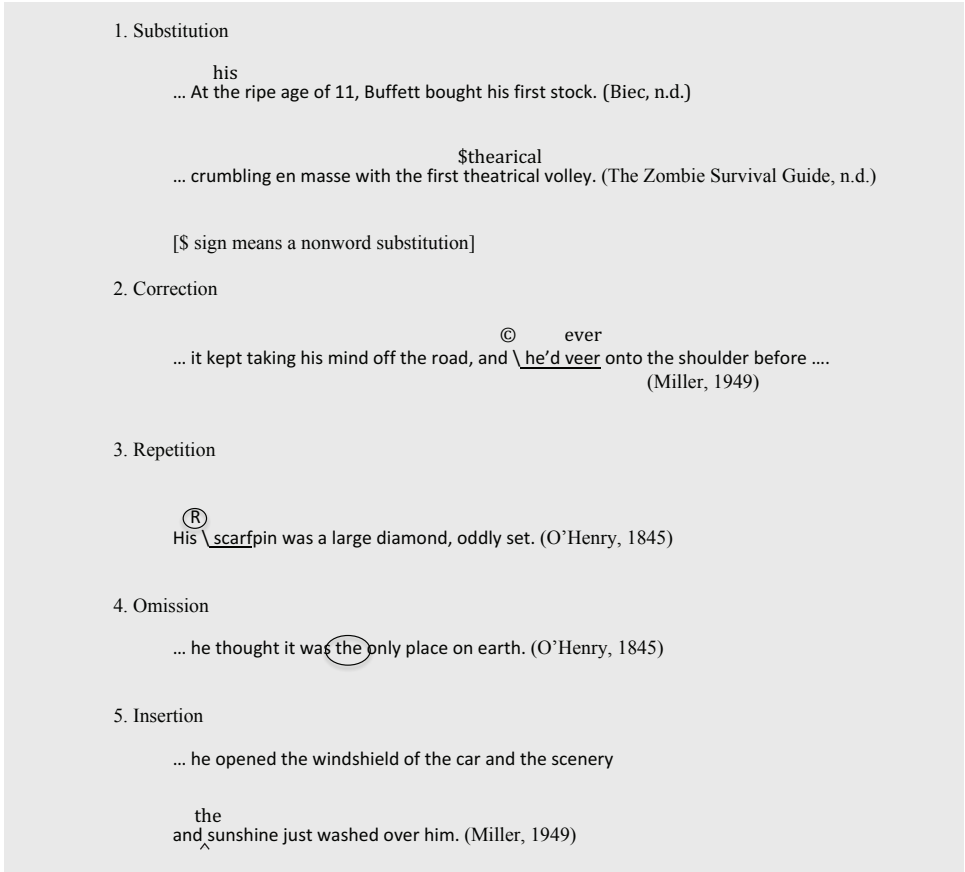 1. Substitution
his
... At the ripe age of 11, Buffett bought his first stock. (Biec, n.d.)
$thearical
... crumbling en masse with the first theatrical volley. (The Zombie Survival Guide, n.d.)
[$ sign means a nonword substitution]
2. Correction
© ever
... it kept taking his mind off the road, and \ he’d veer onto the shoulder before ....
(Miller, 1949)
3. Repetition
R
His \ scarfpin was a large diamond, oddly set. (O’Henry, 1845)
4. Omission
... he thought it was the only place on earth. (O’Henry, 1845)
5. Insertion
... he opened the windshield of the car and the scenery
the
and ^ sunshine just washed over him. (Miller, 1949)